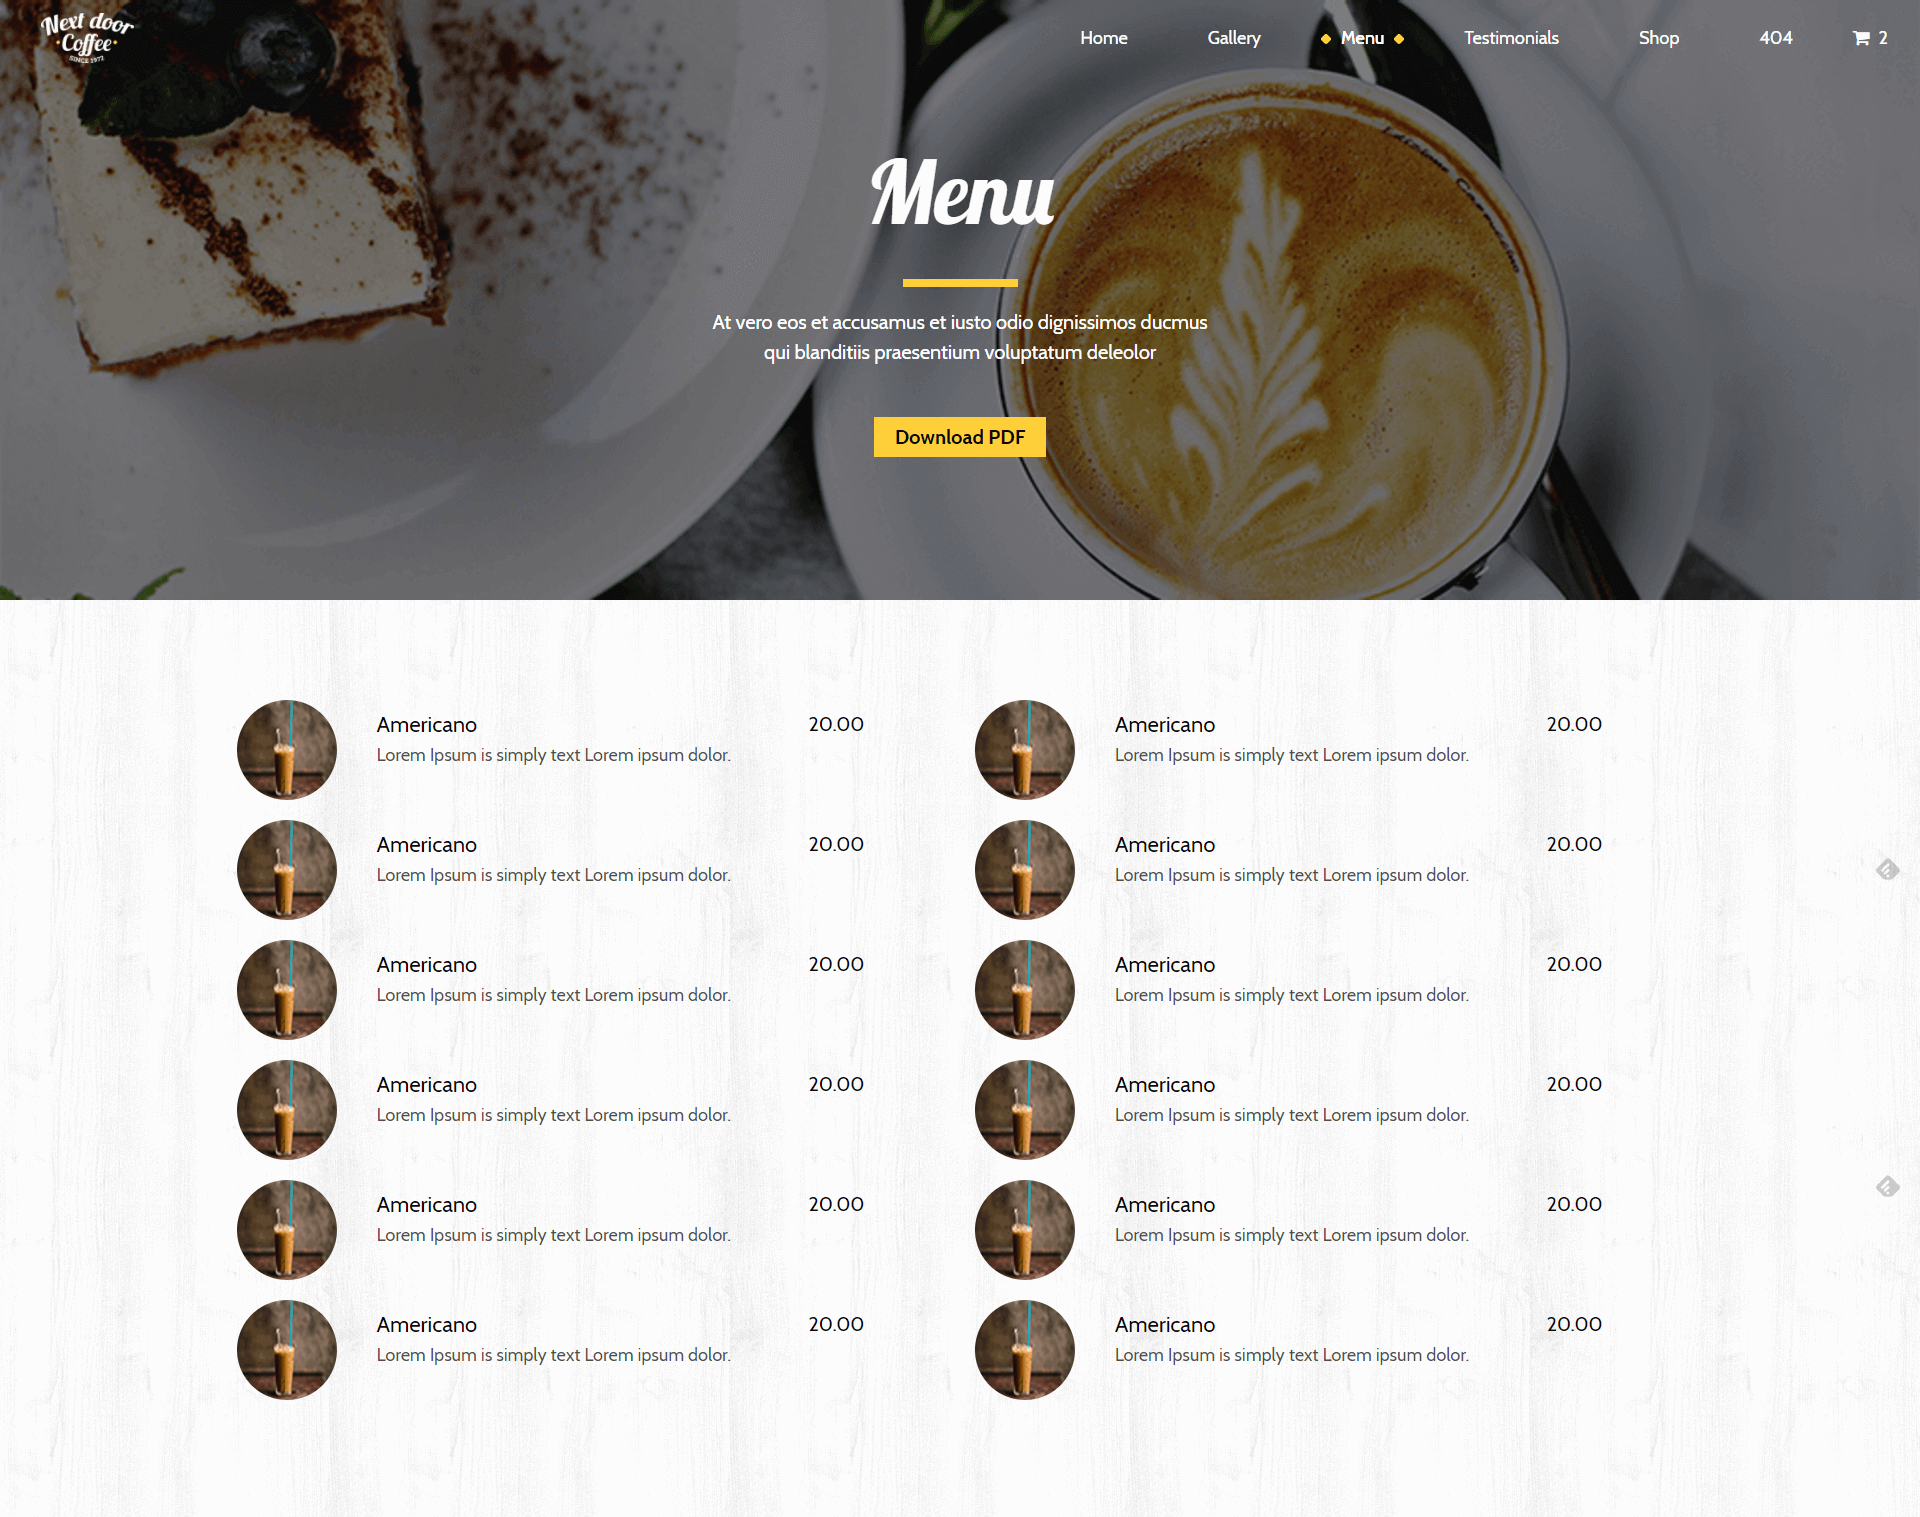 Next door
Coffee
SINCE 1972
Home
Gallery
Menu
Testimonials
Shop
404
2
Menu
At vero eos et accusamus et iusto odio dignissimos ducmus
qui blanditiis praesentium voluptatum deleolor
Download PDF
Americano 20.00
Lorem Ipsum is simply text Lorem ipsum dolor.
Americano 20.00
Lorem Ipsum is simply text Lorem ipsum dolor.
Americano 20.00
Lorem Ipsum is simply text Lorem ipsum dolor.
Americano 20.00
Lorem Ipsum is simply text Lorem ipsum dolor.
Americano 20.00
Lorem Ipsum is simply text Lorem ipsum dolor.
Americano 20.00
Lorem Ipsum is simply text Lorem ipsum dolor.
Americano 20.00
Lorem Ipsum is simply text Lorem ipsum dolor.
Americano 20.00
Lorem Ipsum is simply text Lorem ipsum dolor.
Americano 20.00
Lorem Ipsum is simply text Lorem ipsum dolor.
Americano 20.00
Lorem Ipsum is simply text Lorem ipsum dolor.
Americano 20.00
Lorem Ipsum is simply text Lorem ipsum dolor.
Americano 20.00
Lorem Ipsum is simply text Lorem ipsum dolor.